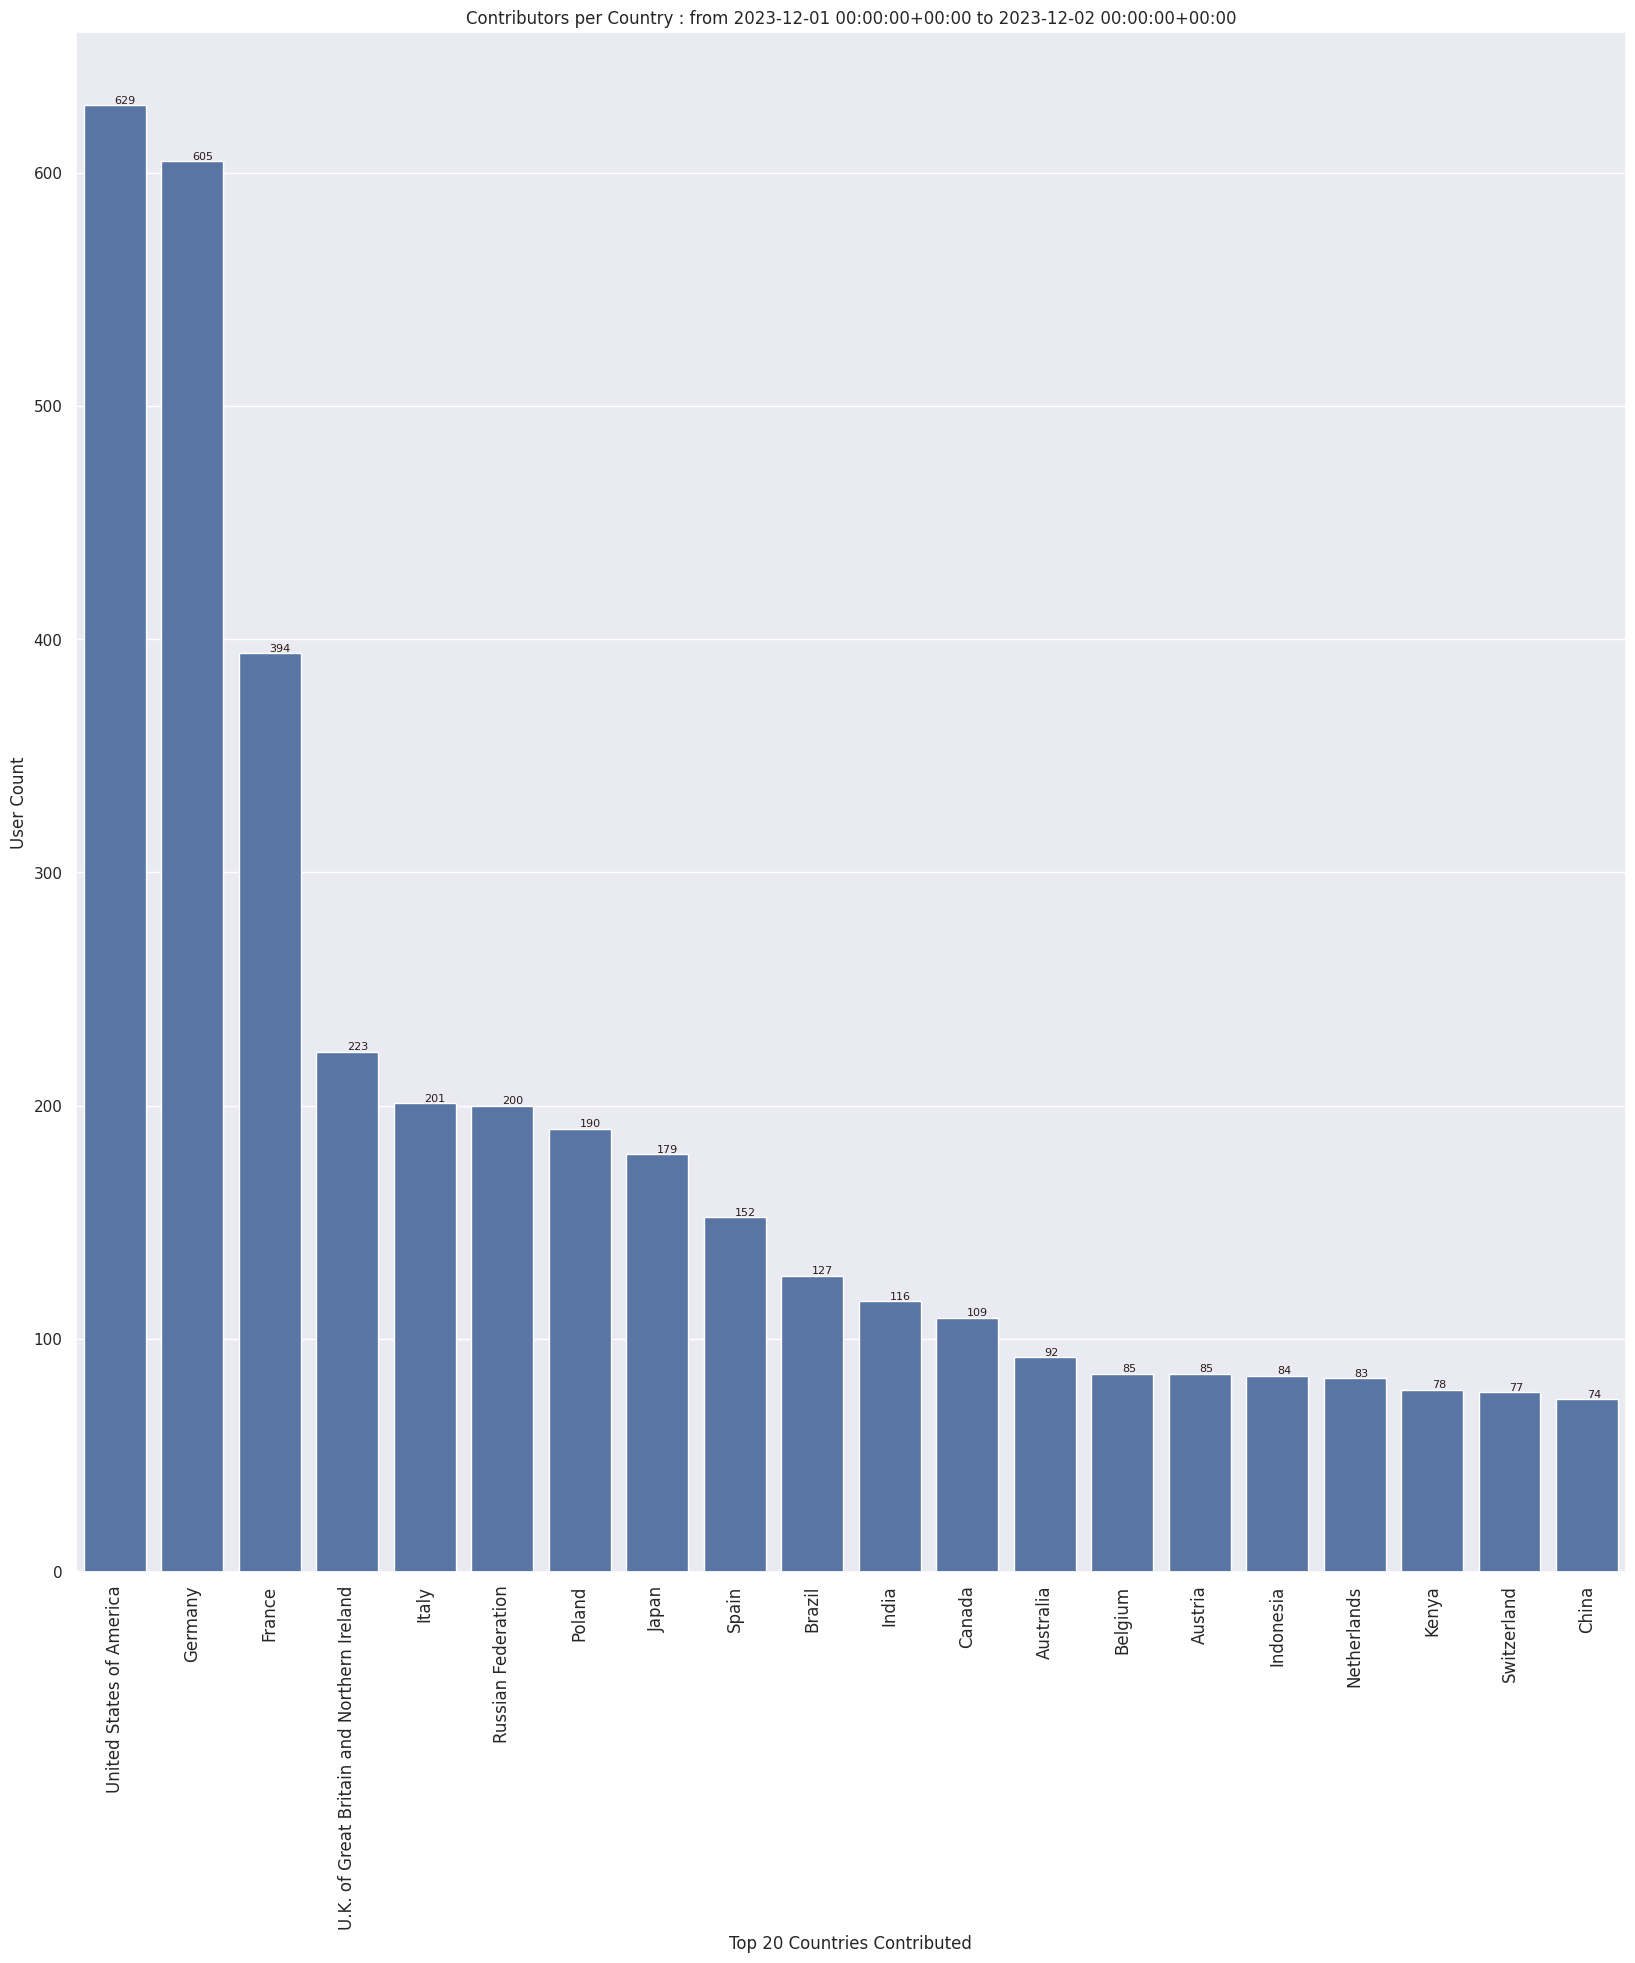 Contributors per Country : from 2023-12-01 00:00:00+00:00 to 2023-12-02 00:00:00+00:00
User Count
600
500
400
300
200
100
0
629
605
394
223
201
200
190
179
152
127
116
109
92
85
85
84
83
78
77
74
United States of America
Germany
France
U.K. of Great Britain and Northern Ireland
Italy
Russian Federation
Poland
Japan
Spain
Brazil
India
Canada
Australia
Belgium
Austria
Indonesia
Netherlands
Kenya
Switzerland
China
Top 20 Countries Contributed